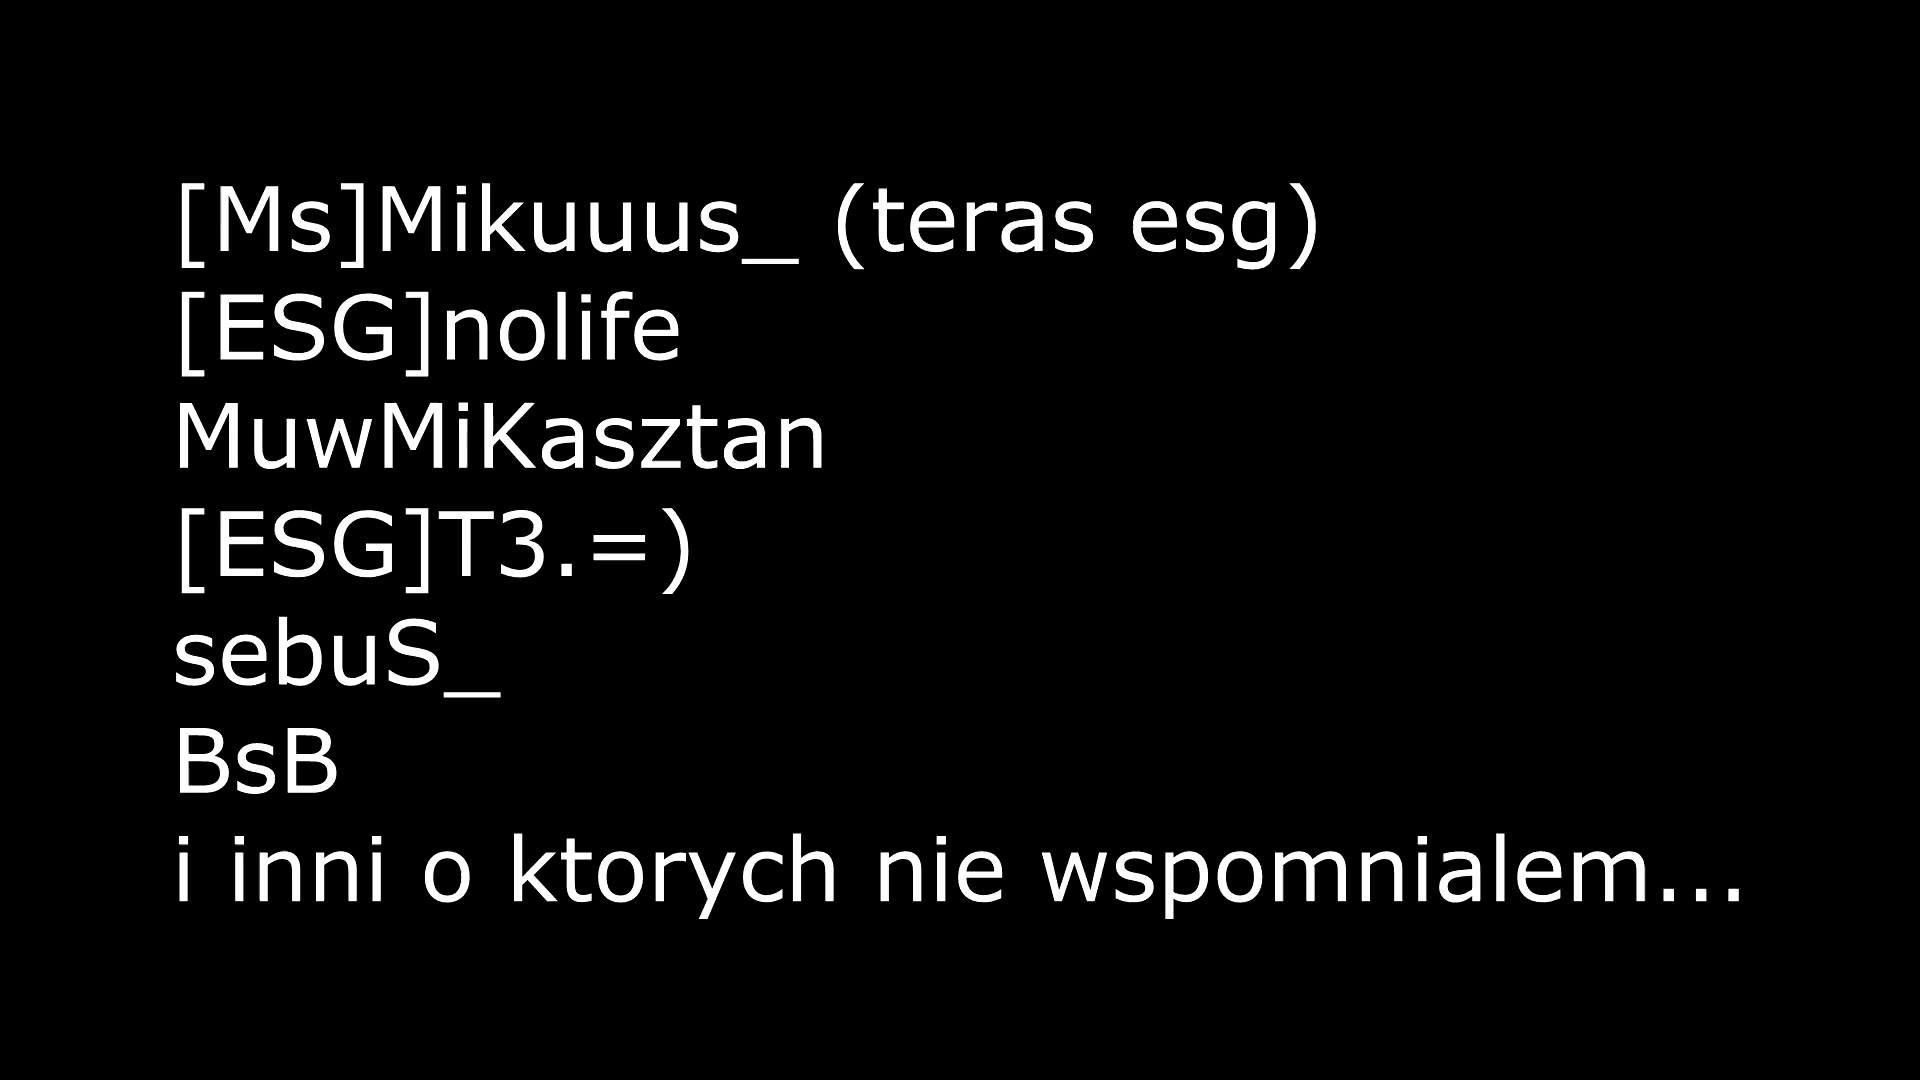 [Ms]Mikuuus_ (teras esg)
[ESG]nolife
MuwMiKasztan
[ESG]T3.=)
sebuS_
BsB
i inni o ktorych nie wspomnialem...